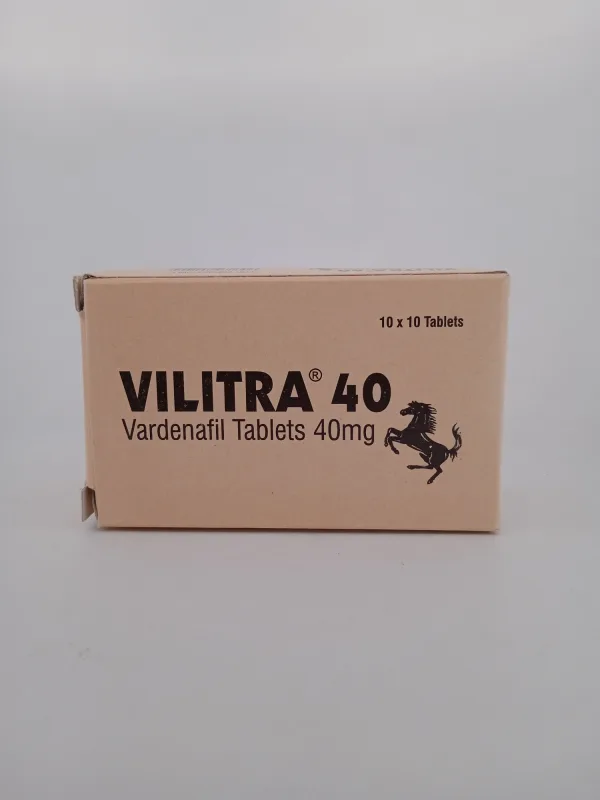 10 x 10 Tablets
VILITRA® 40
Vardenafil Tablets 40mg